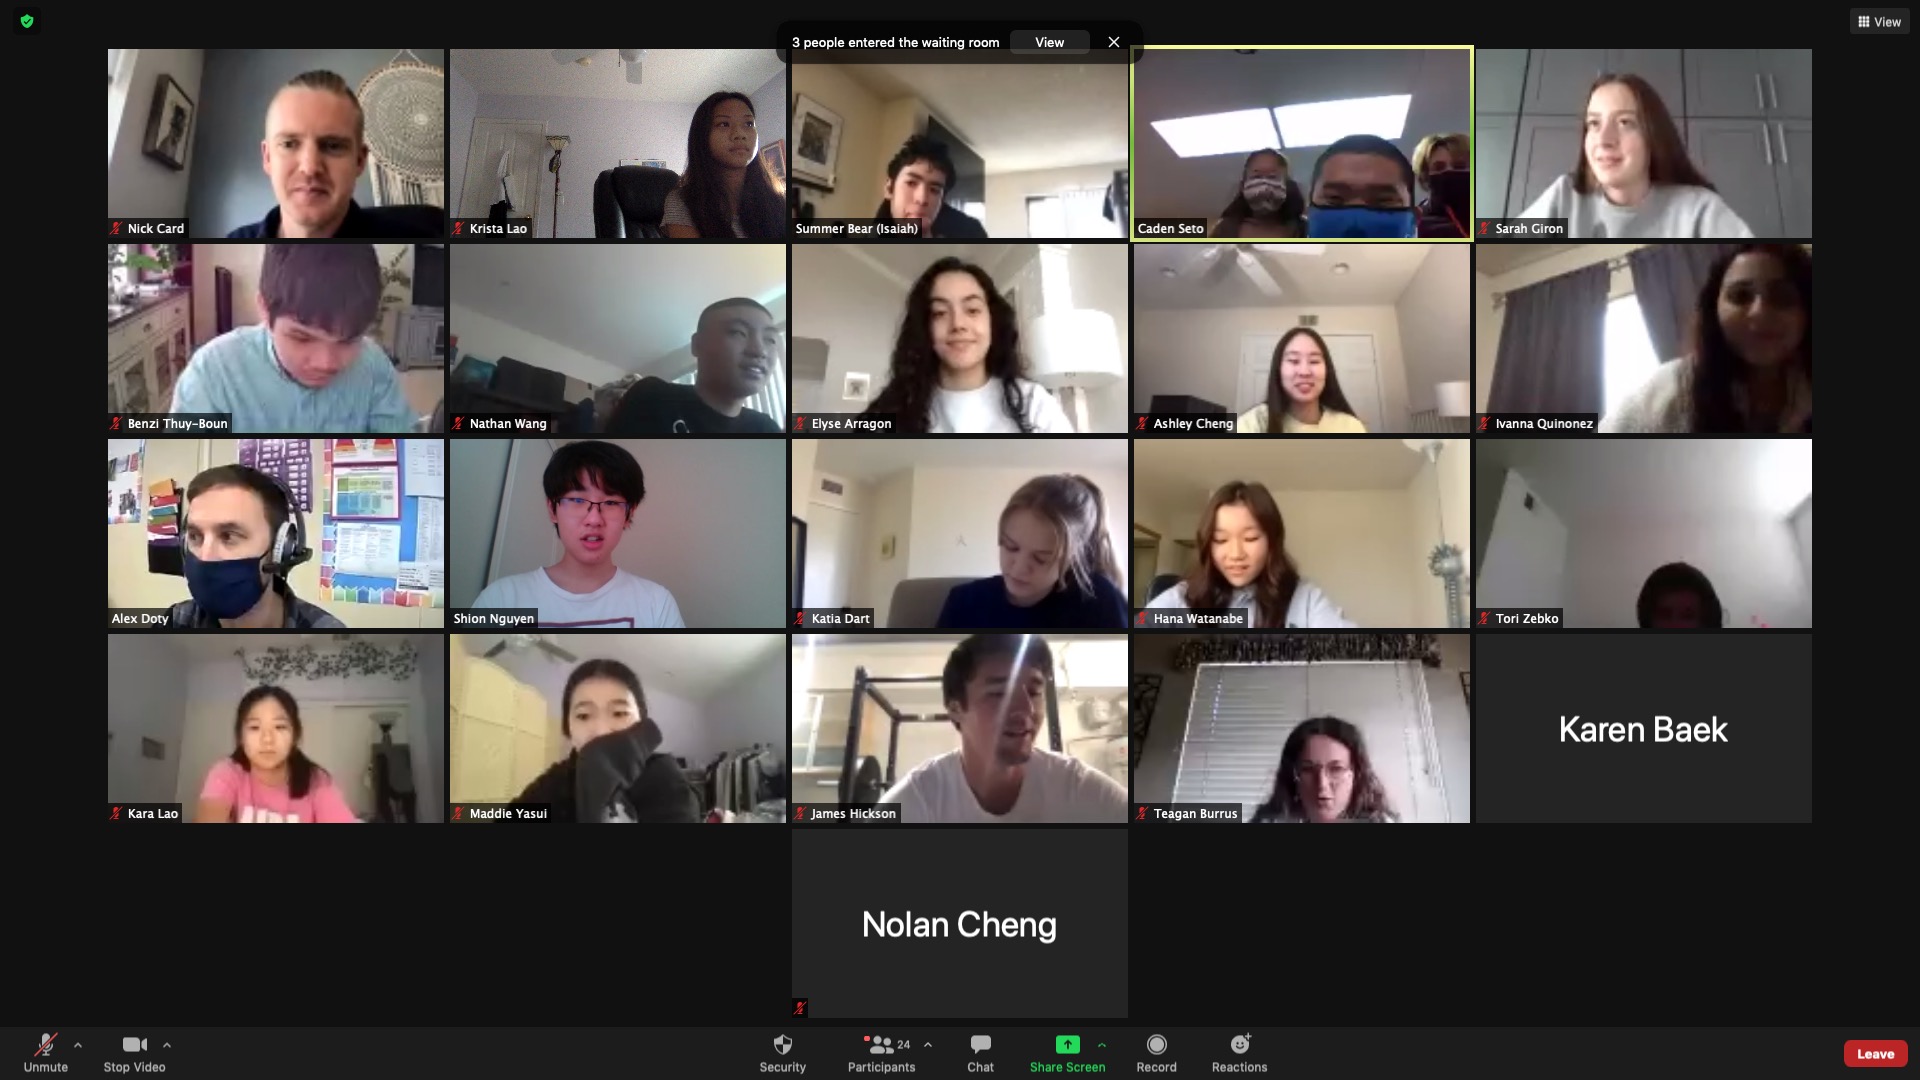 3 people entered the waiting room
View
View
Nick Card
Krista Lao
Summer Bear (Isaiah)
Caden Seto
Sarah Giron
Benzi Thuy-Boun
Nathan Wang
Elyse Arragon
Ashley Cheng
Ivanna Quinonez
Alex Doty
Shion Nguyen
Katia Dart
Hana Watanabe
Tori Zebko
Kara Lao
Maddie Yasui
James Hickson
Teagan Burrus
Karen Baek
Nolan Cheng
Unmute
Stop Video
Security
24
Participants
Chat
Share Screen
Record
Reactions
Leave